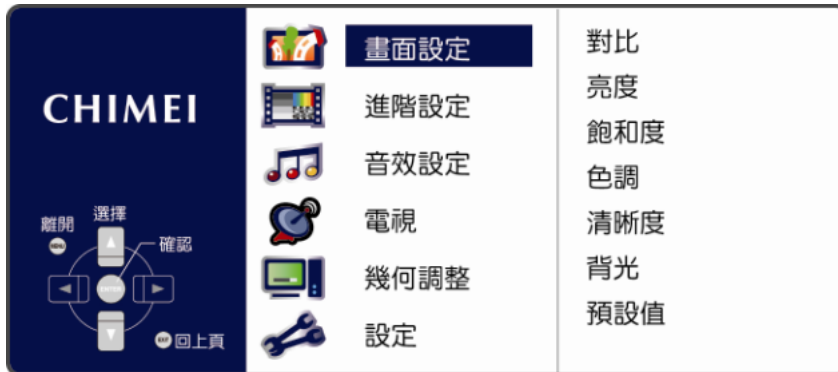 CHIMEI
離開
選擇
MENU
確認
ENTER
EXIT
回上頁
畫面設定
進階設定
音效設定
電視
幾何調整
設定
對比
亮度
飽和度
色調
清晰度
背光
預設值